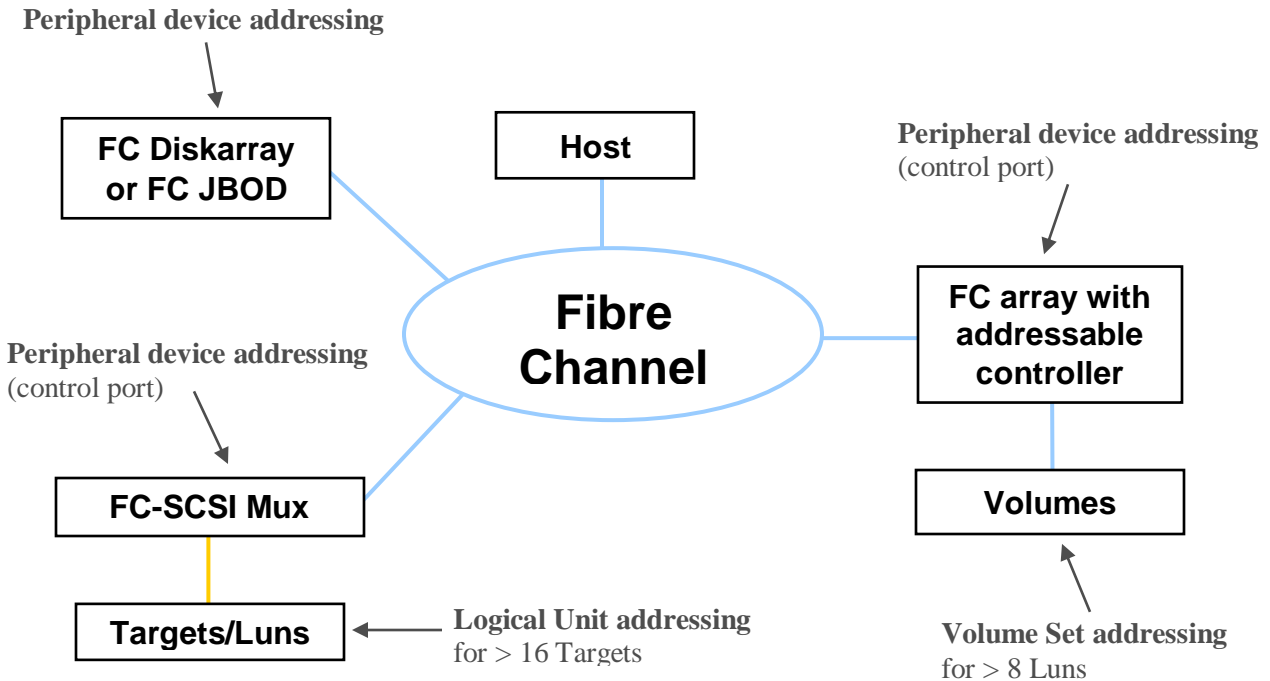 Peripheral device addressing
FC Diskarray
or FC JBOD
Host
Peripheral device addressing
(control port)
Fibre
Channel
FC array with
addressable
controller
Peripheral device addressing
(control port)
FC-SCSI Mux
Volumes
Targets/Luns
Logical Unit addressing
for > 16 Targets
Volume Set addressing
for > 8 Luns